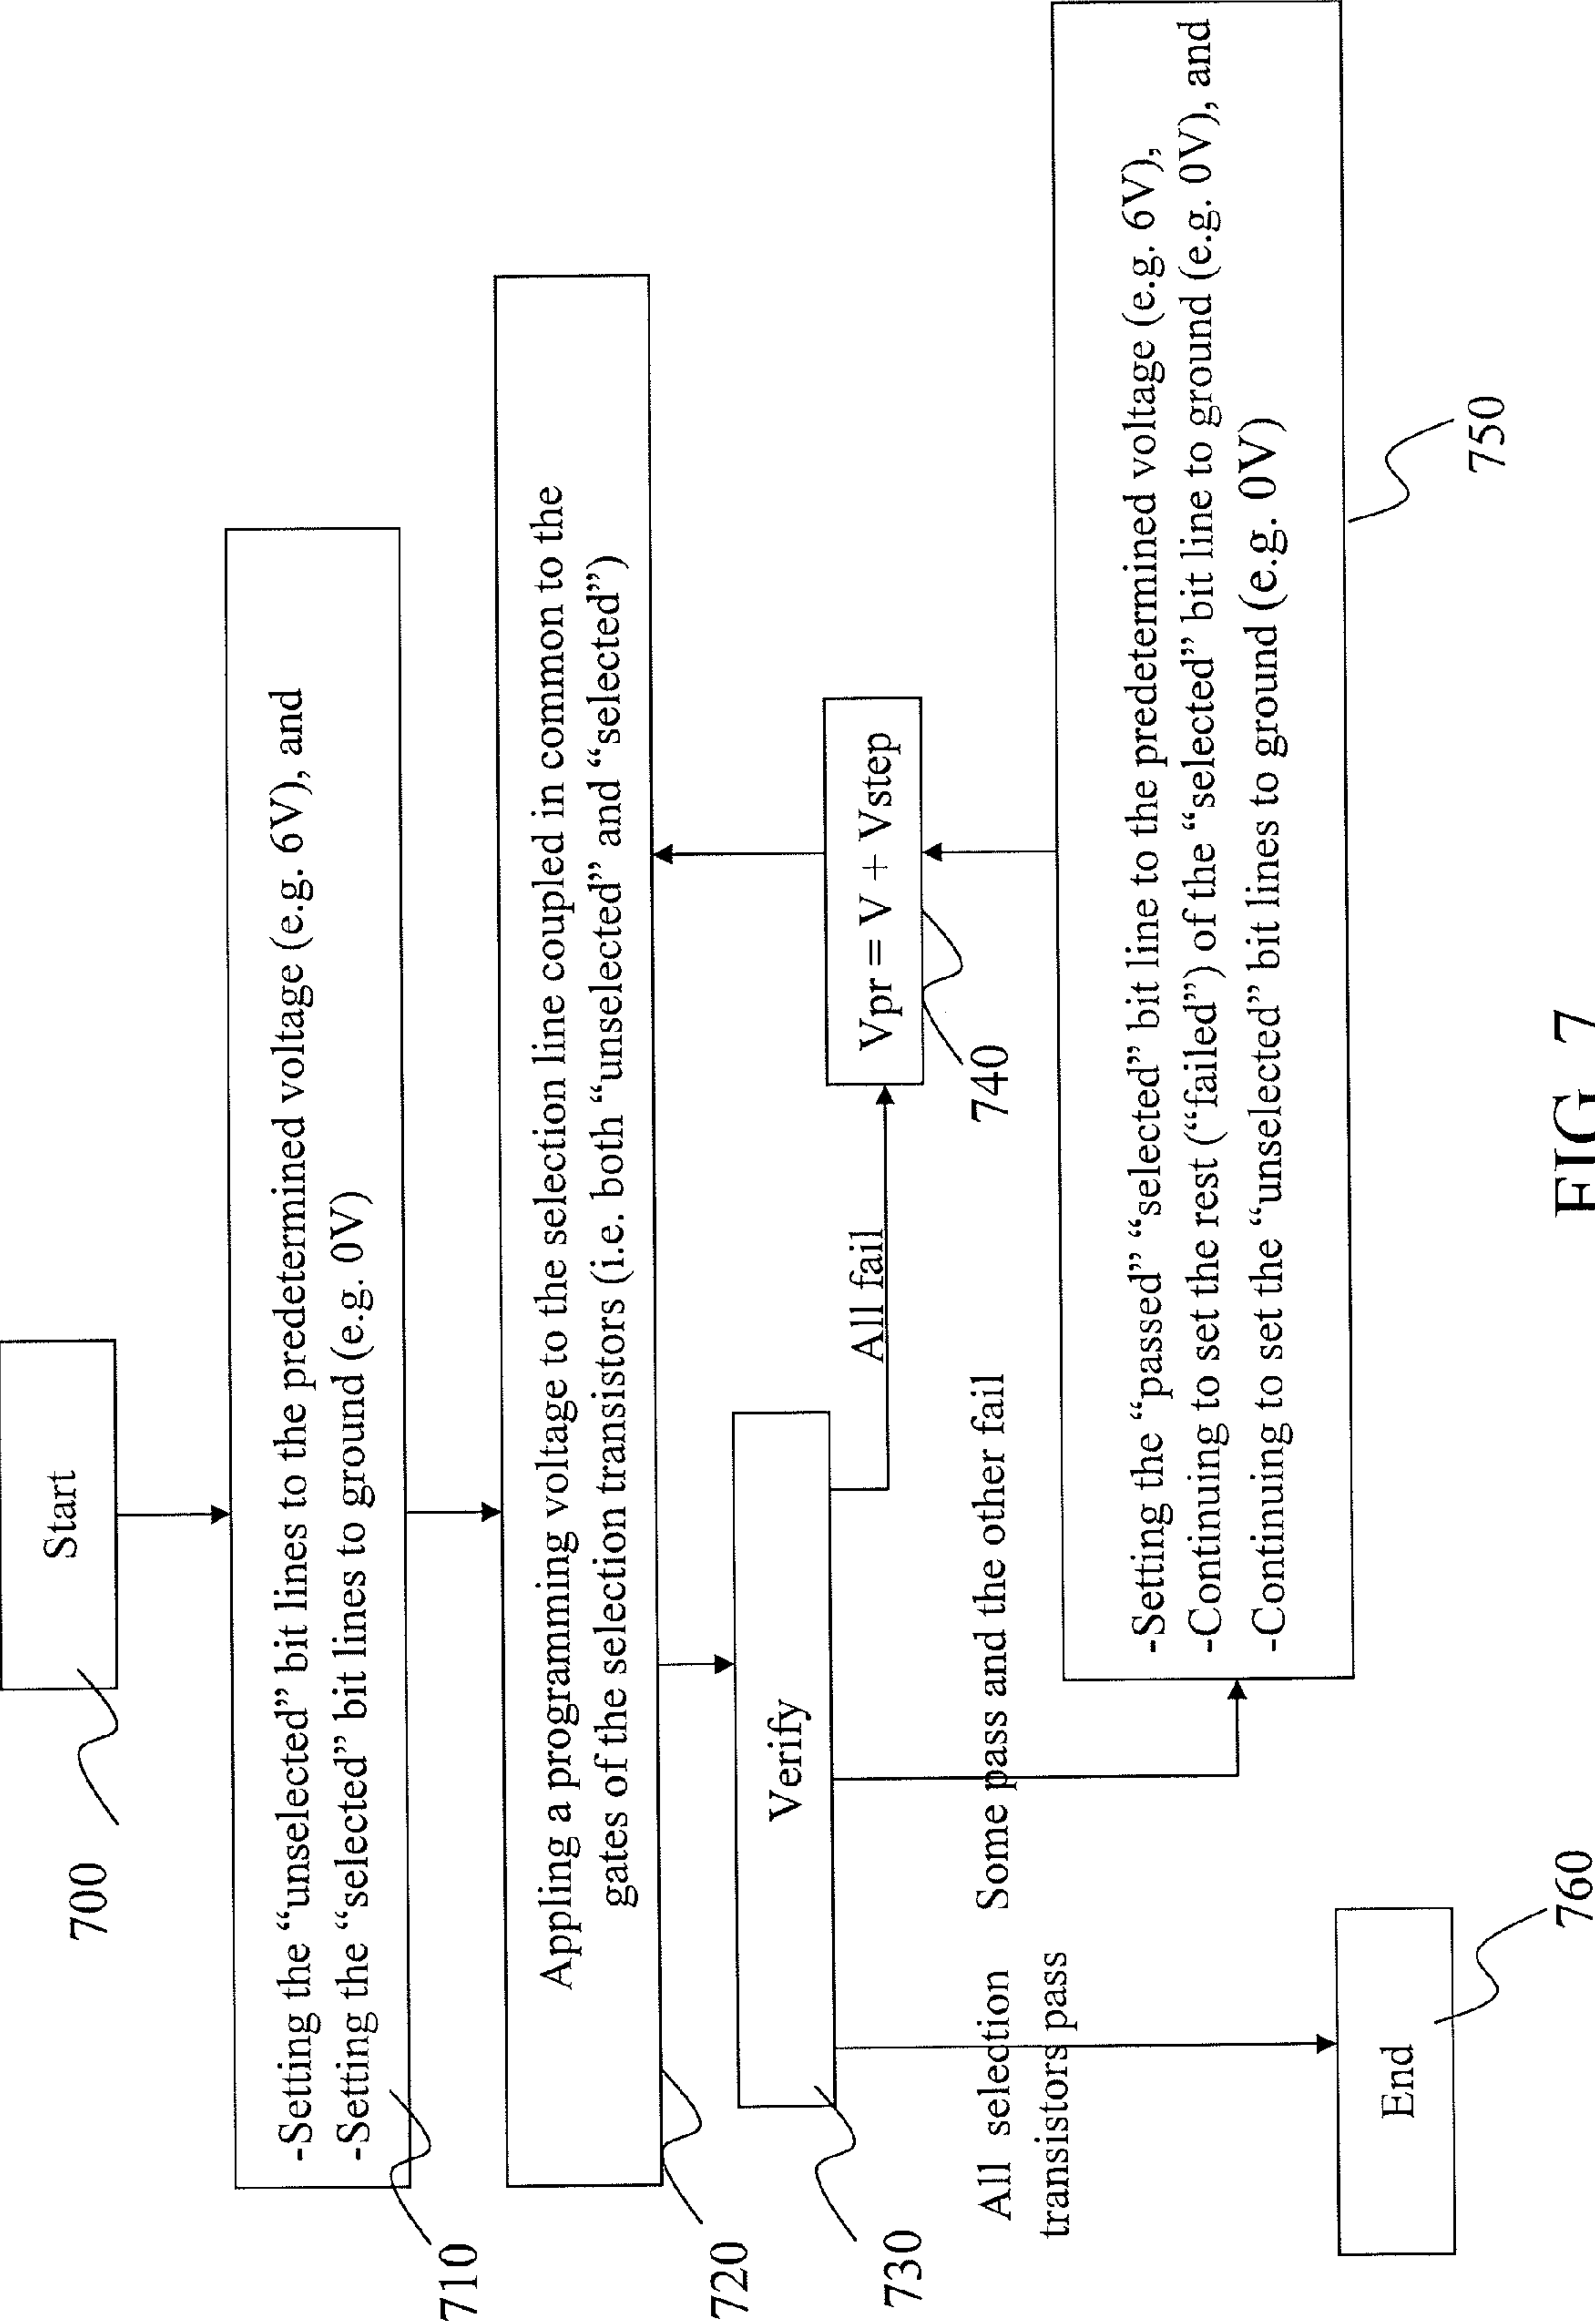 Start
700
-Setting the “unselected” bit lines to the predetermined voltage (e.g. 6V), and
-Setting the “selected” bit lines to ground (e.g. 0V)
710
Appling a programming voltage to the selection line coupled in common to the
gates of the selection transistors (i.e. both “unselected” and “selected”)
720
Verify
730
All fail
Vpr = V + Vstep
740
Some pass and the other fail
All selection
transistors pass
-Setting the “passed” “selected” bit line to the predetermined voltage (e.g. 6V),
-Continuing to set the rest (“failed”) of the “selected” bit line to ground (e.g. 0V), and
-Continuing to set the “unselected” bit lines to ground (e.g. 0V)
750
End
760
FIG. 7